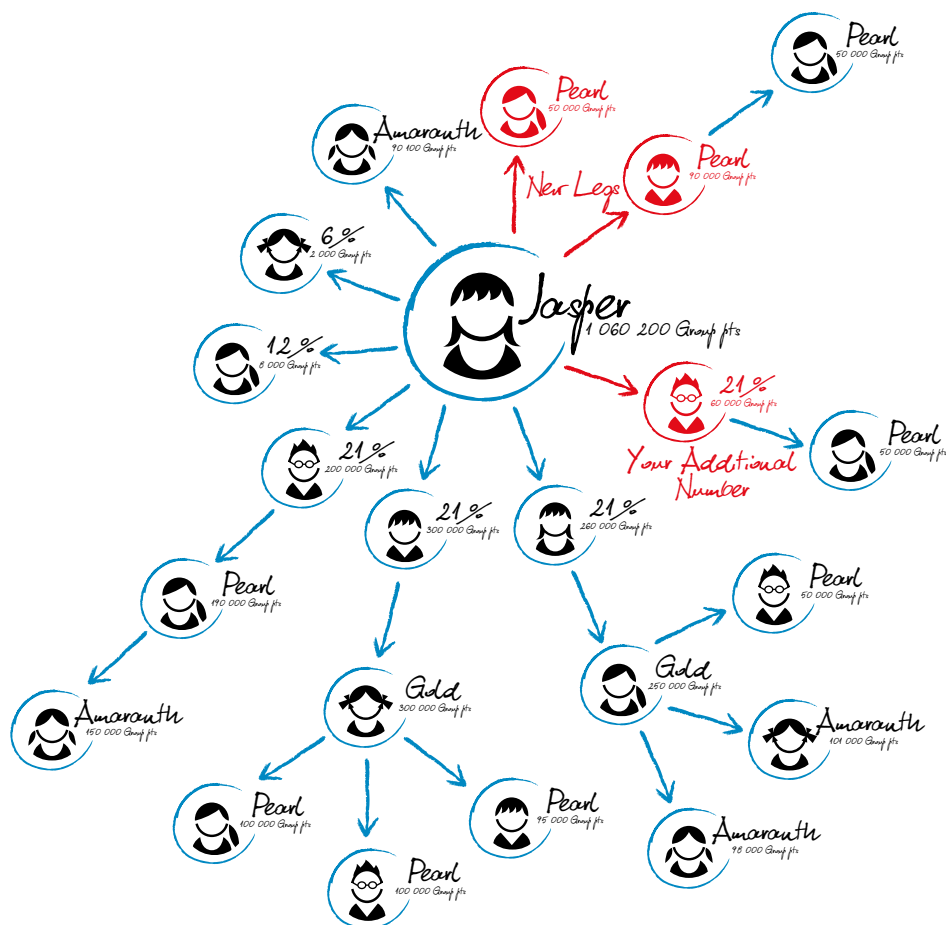 Pearl
50 000 Group pts
Pearl
50 000 Group pts
Amaranth
90 100 Group pts
Pearl
90 000 Group pts
New Legs
6%
2 000 Group pts
Jasper
1 060 200 Group pts
12%
8 000 Group pts
21%
60 000 Group pts
Your Additional
Number
Pearl
50 000 Group pts
21%
200 000 Group pts
21%
300 000 Group pts
21%
260 000 Group pts
Pearl
190 000 Group pts
Pearl
50 000 Group pts
Gold
300 000 Group pts
Gold
250 000 Group pts
Amaranth
150 000 Group pts
Amaranth
101 000 Group pts
Pearl
100 000 Group pts
Pearl
95 000 Group pts
Amaranth
98 000 Group pts
Pearl
100 000 Group pts